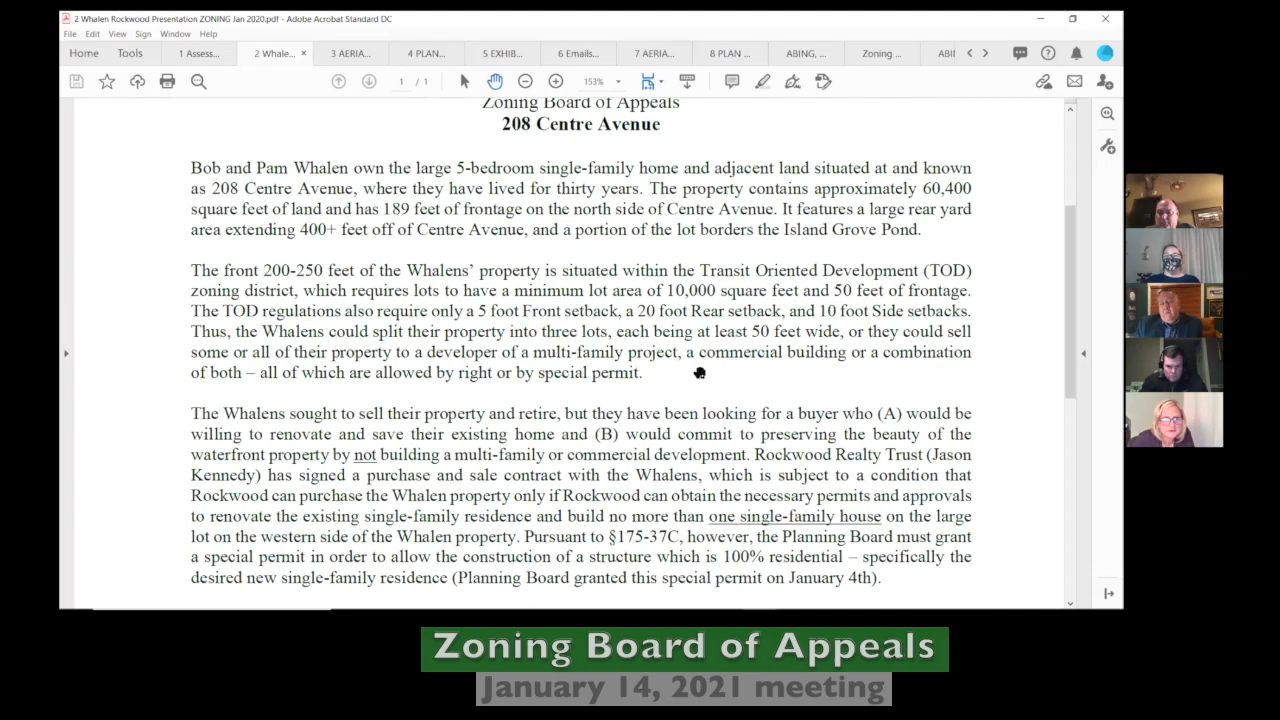 2 Whalen Rockwood Presentation ZONING Jan 2020.pdf - Adobe Acrobat Standard DC
File Edit View Sign Window Help
Home Tools 1 Assess... 2 Whale... × 3 AERIA... 4 PLAN... 5 EXHIB... 6 Emails... 7 AERIA... 8 PLAN ... ABING, ... Zoning ... ABII
1 / 1 153%
Zoning Board of Appeals
208 Centre Avenue
Bob and Pam Whalen own the large 5-bedroom single-family home and adjacent land situated at and known
as 208 Centre Avenue, where they have lived for thirty years. The property contains approximately 60,400
square feet of land and has 189 feet of frontage on the north side of Centre Avenue. It features a large rear yard
area extending 400+ feet off of Centre Avenue, and a portion of the lot borders the Island Grove Pond.
The front 200-250 feet of the Whalens' property is situated within the Transit Oriented Development (TOD)
zoning district, which requires lots to have a minimum lot area of 10,000 square feet and 50 feet of frontage.
The TOD regulations also require only a 5 foot Front setback, a 20 foot Rear setback, and 10 foot Side setbacks.
Thus, the Whalens could split their property into three lots, each being at least 50 feet wide, or they could sell
some or all of their property to a developer of a multi-family project, a commercial building or a combination
of both – all of which are allowed by right or by special permit.
The Whalens sought to sell their property and retire, but they have been looking for a buyer who (A) would be
willing to renovate and save their existing home and (B) would commit to preserving the beauty of the
waterfront property by not building a multi-family or commercial development. Rockwood Realty Trust (Jason
Kennedy) has signed a purchase and sale contract with the Whalens, which is subject to a condition that
Rockwood can purchase the Whalen property only if Rockwood can obtain the necessary permits and approvals
to renovate the existing single-family residence and build no more than one single-family house on the large
lot on the western side of the Whalen property. Pursuant to §175-37C, however, the Planning Board must grant
a special permit in order to allow the construction of a structure which is 100% residential – specifically the
desired new single-family residence (Planning Board granted this special permit on January 4th).
Zoning Board of Appeals
January 14, 2021 meeting